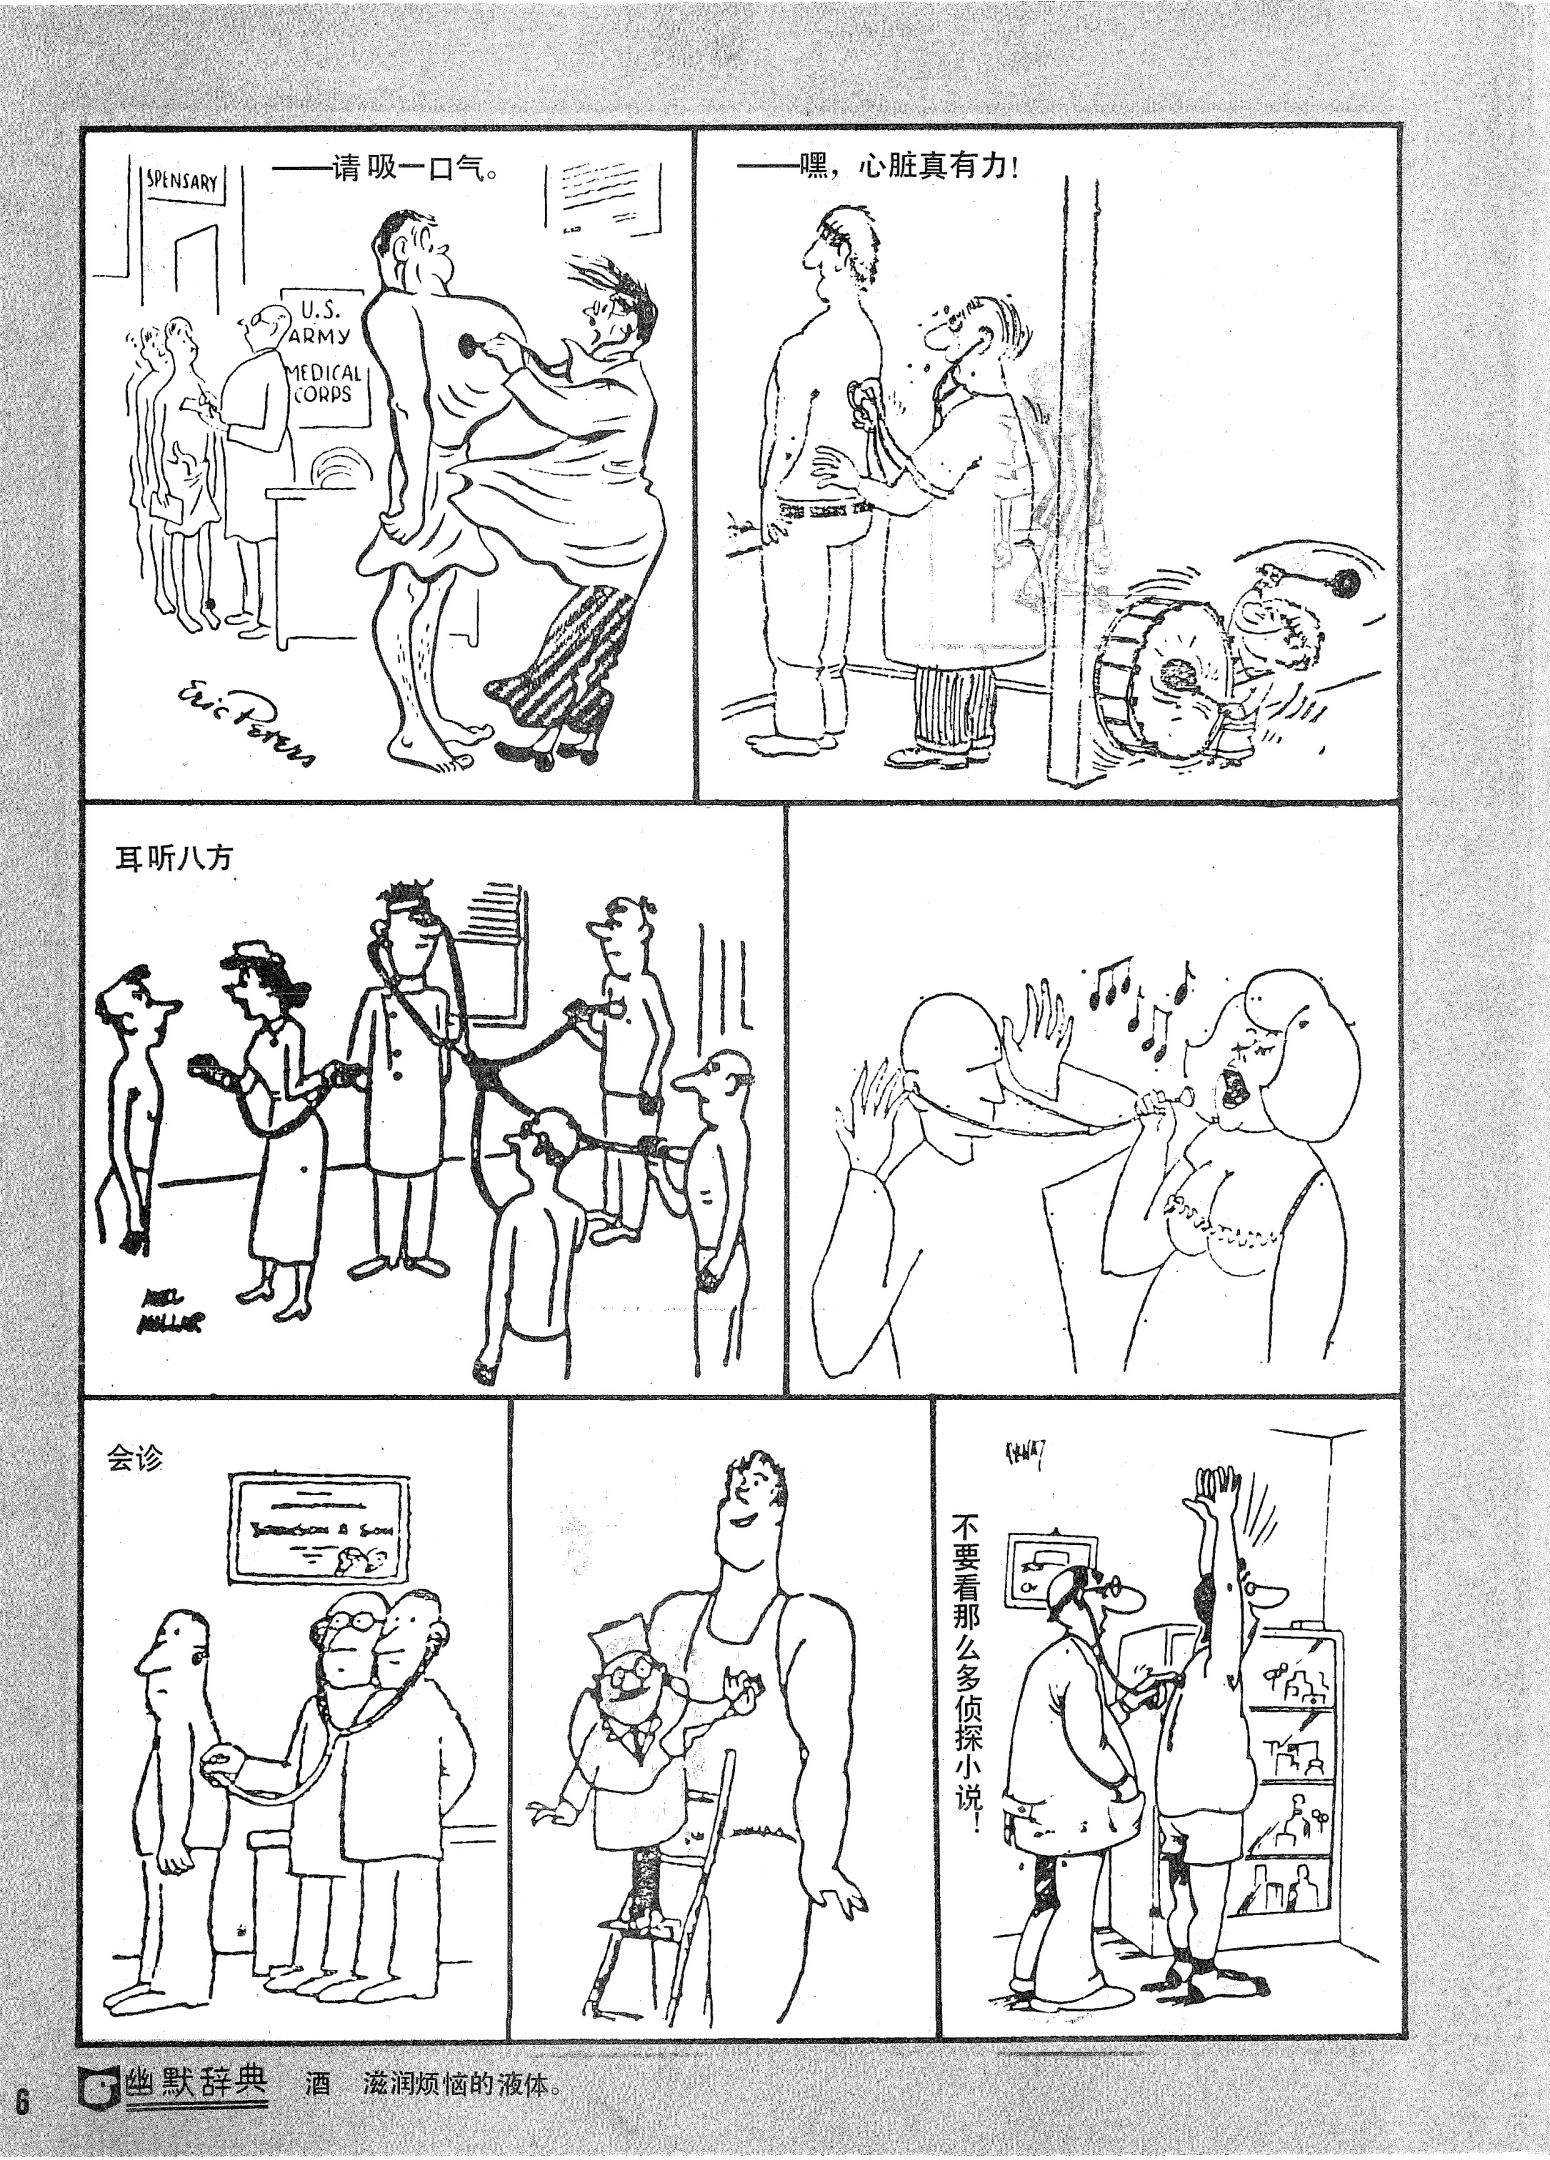 ——请吸一口气。
SPENSARY
U.S.
ARMY
MEDICAL
CORPS
Eric Peters
——嘿，心脏真有力！
耳听八方
会诊
不要看那么多侦探小说！
幽默辞典 酒 滋润烦恼的液体。
6